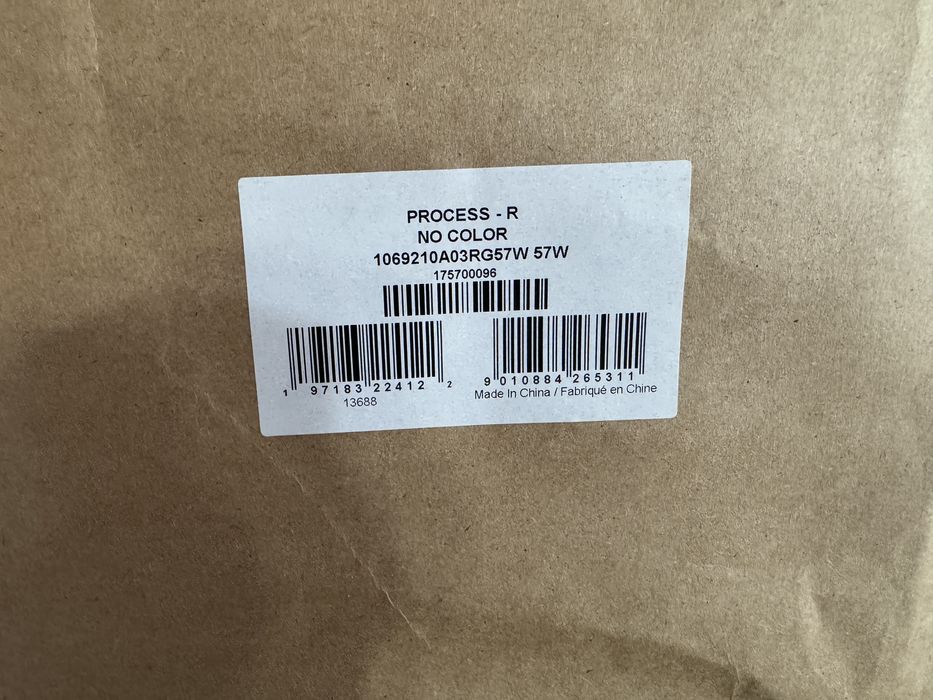 PROCESS - R
NO COLOR
1069210A03RG57W 57W
175700096
1 97183 22412 2
13688
9 010884 265311
Made In China / Fabriqué en Chine